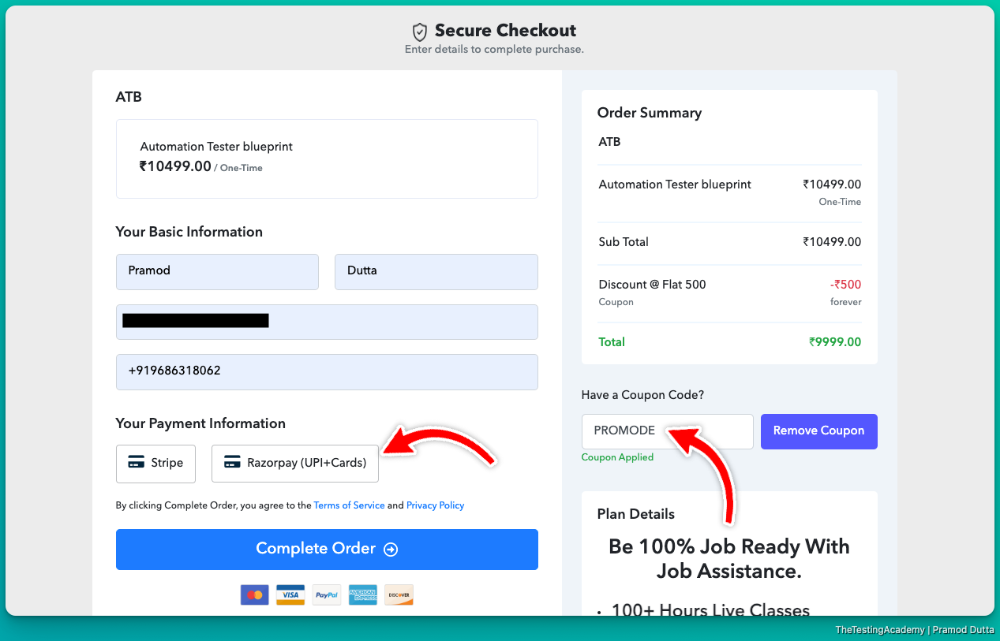 Secure Checkout
Enter details to complete purchase.
ATB
Automation Tester blueprint
₹10499.00 / One-Time
Your Basic Information
Pramod
Dutta
+919686318062
Your Payment Information
Stripe
Razorpay (UPI+Cards)
By clicking Complete Order, you agree to the Terms of Service and Privacy Policy
Complete Order
VISA
PayPal
AMERICAN EXPRESS
DISCOVER
Order Summary
ATB
Automation Tester blueprint ₹10499.00
One-Time
Sub Total ₹10499.00
Discount @ Flat 500 -₹500
Coupon forever
Total ₹9999.00
Have a Coupon Code?
PROMODE
Remove Coupon
Coupon Applied
Plan Details
Be 100% Job Ready With
Job Assistance.
• 100+ Hours Live Classes
TheTestingAcademy | Pramod Dutta